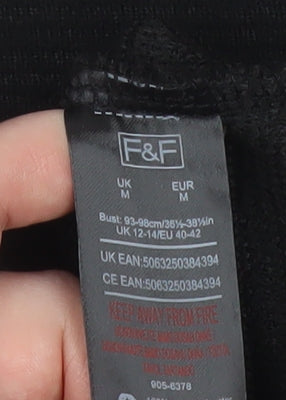 F&F
UK EUR
M M
Bust: 93-98cm/36½-38½in
UK 12-14/EU 40-42
UK EAN:5063250384394
CE EAN:5063250384394
KEEP AWAY FROM FIRE
905-6378